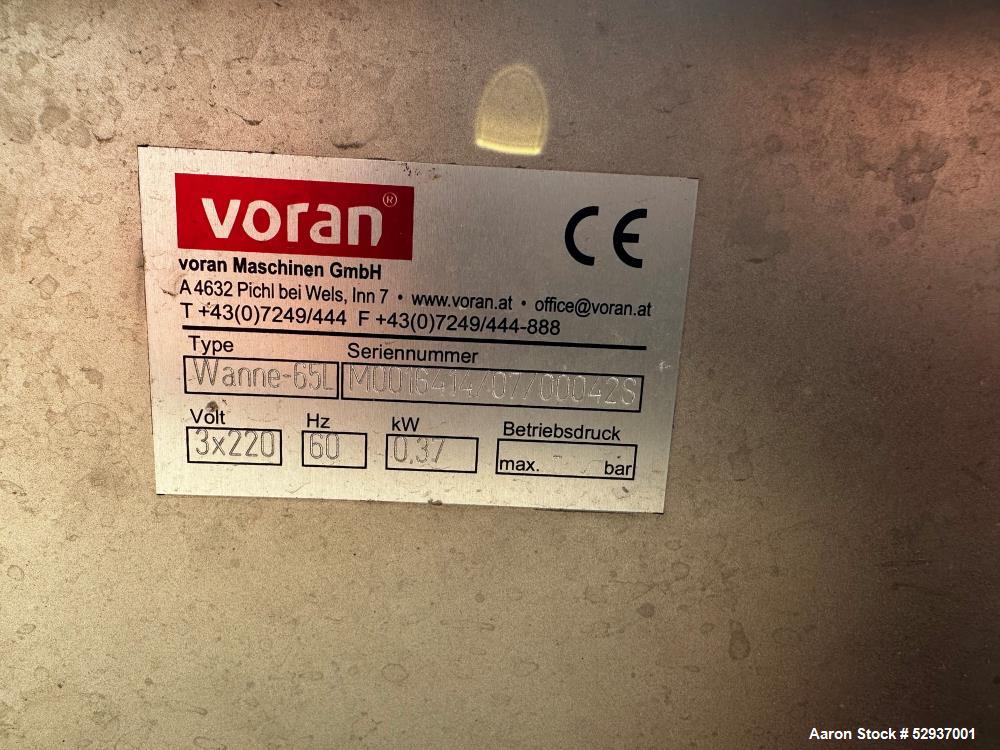 voran®
CE
voran Maschinen GmbH
A 4632 Pichl bei Wels, Inn 7 • www.voran.at • office@voran.at
T +43(0)7249/444 F +43(0)7249/444-888
Type Seriennummer
Wanne-65L M0016414/07/00042S
Volt Hz kW Betriebsdruck
3x220 60 0,37 max. bar
Aaron Stock # 52937001